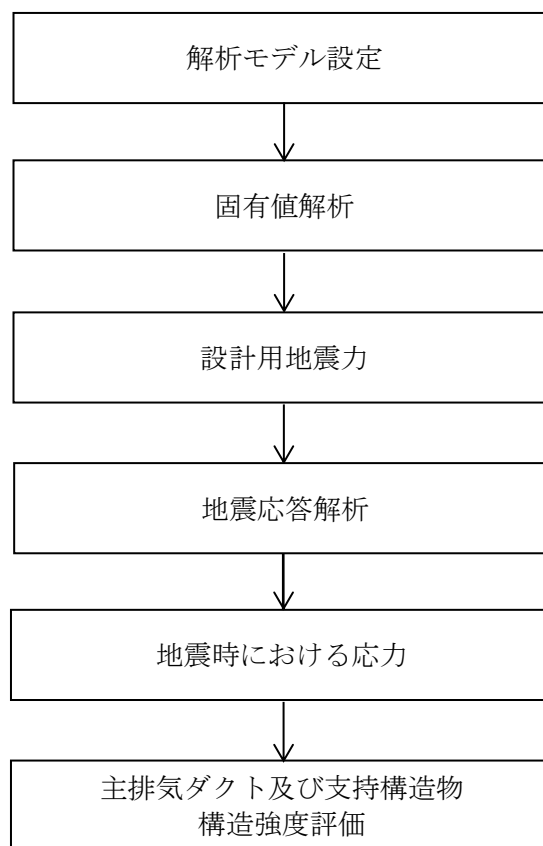 解析モデル設定
固有値解析
設計用地震力
地震応答解析
地震時における応力
主排気ダクト及び支持構造物
構造強度評価